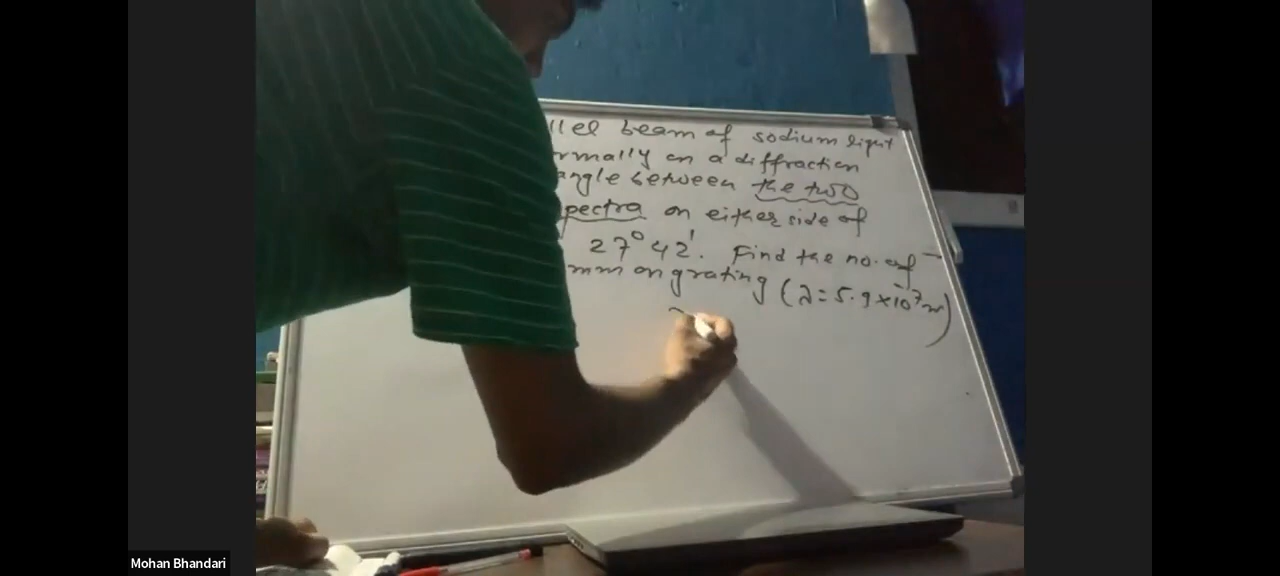 llel beam of sodium light
rmally on a diffraction
angle between the two
pectra on either side of
27° 42'. Find the no. of
mm on grating (λ = 5.9 × 10⁻⁷ m)
Mohan Bhandari